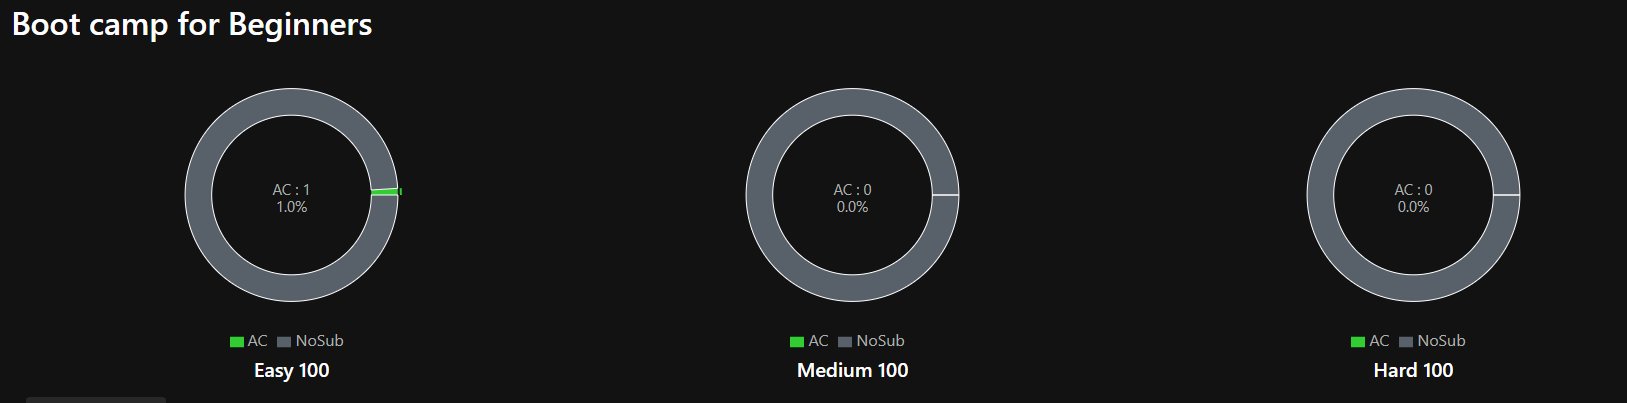 Boot camp for Beginners
AC : 1
1.0%
AC NoSub
Easy 100
AC : 0
0.0%
AC NoSub
Medium 100
AC : 0
0.0%
AC NoSub
Hard 100